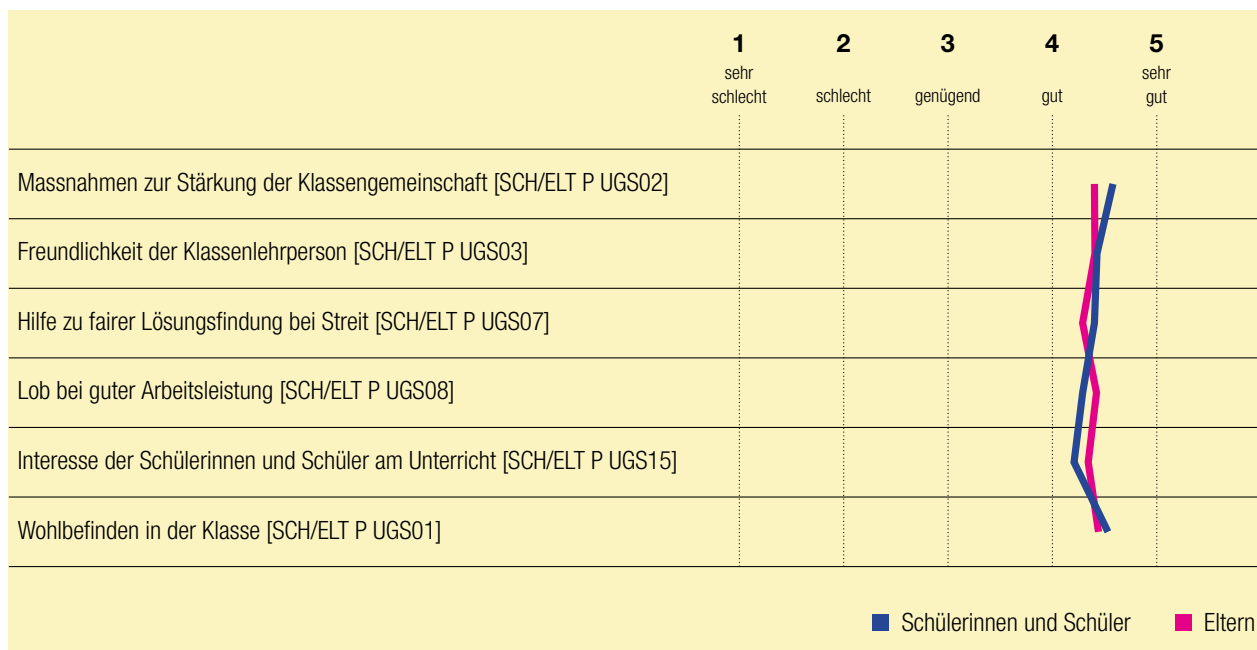 1 2 3 4 5
sehr schlecht schlecht genügend gut sehr gut
Massnahmen zur Stärkung der Klassengemeinschaft [SCH/ELT P UGS02]
Freundlichkeit der Klassenlehrperson [SCH/ELT P UGS03]
Hilfe zu fairer Lösungsfindung bei Streit [SCH/ELT P UGS07]
Lob bei guter Arbeitsleistung [SCH/ELT P UGS08]
Interesse der Schülerinnen und Schüler am Unterricht [SCH/ELT P UGS15]
Wohlbefinden in der Klasse [SCH/ELT P UGS01]
Schülerinnen und Schüler Eltern